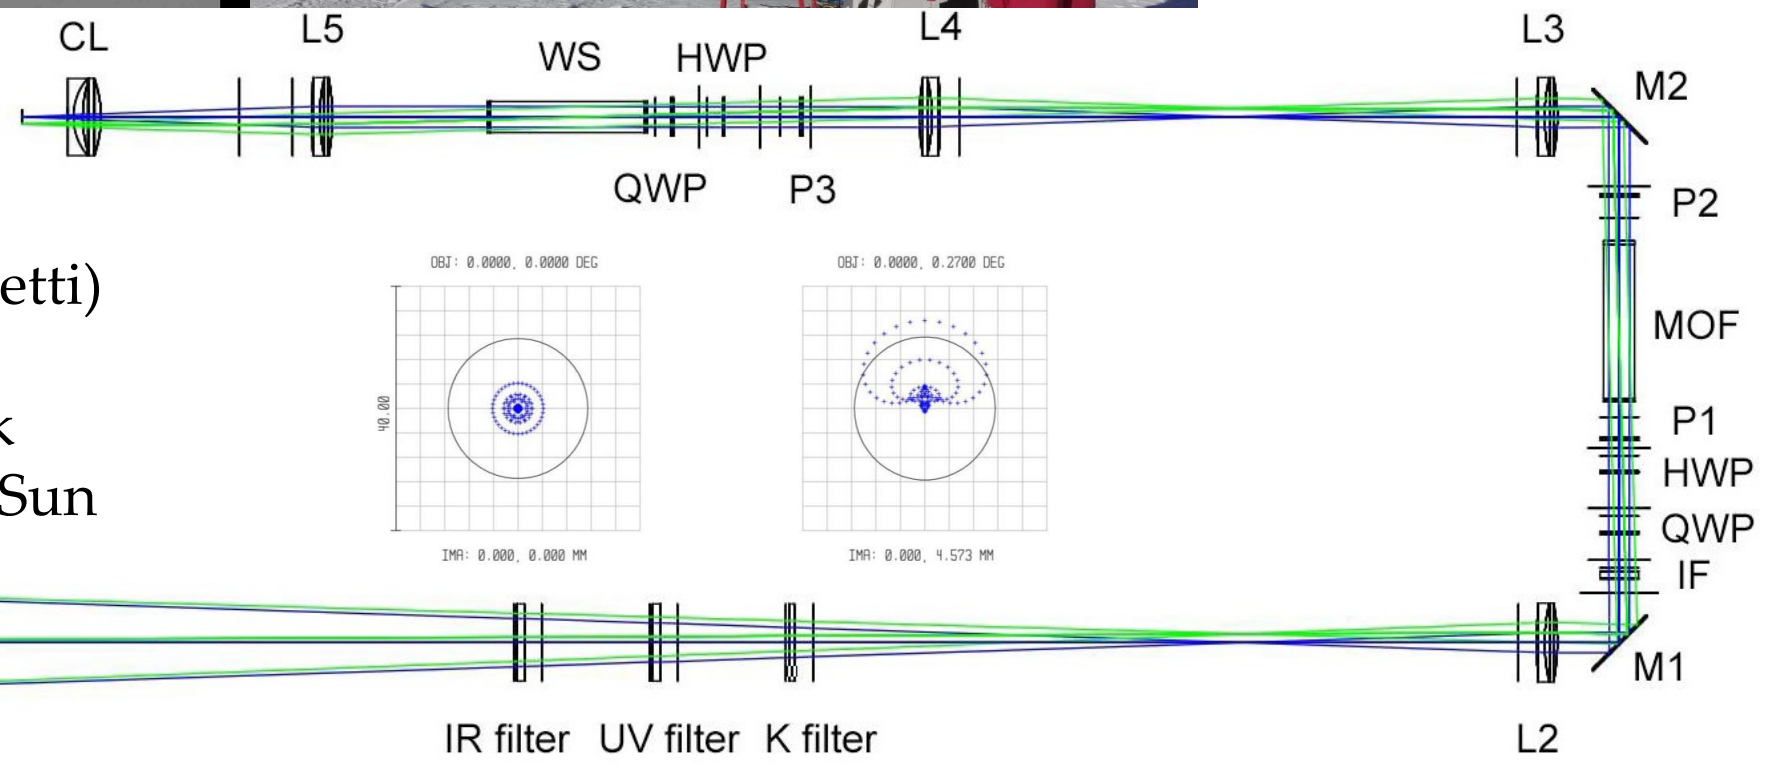 CL
L5
WS
HWP
L4
L3
M2
QWP
P3
P2
OBJ: 0.0000, 0.0000 DEG
OBJ: 0.0000, 0.2700 DEG
etti)
MOF
40.00
k
P1
HWP
Sun
QWP
IMA: 0.000, 0.000 MM
IMA: 0.000, 4.573 MM
IF
M1
IR filter
UV filter
K filter
L2